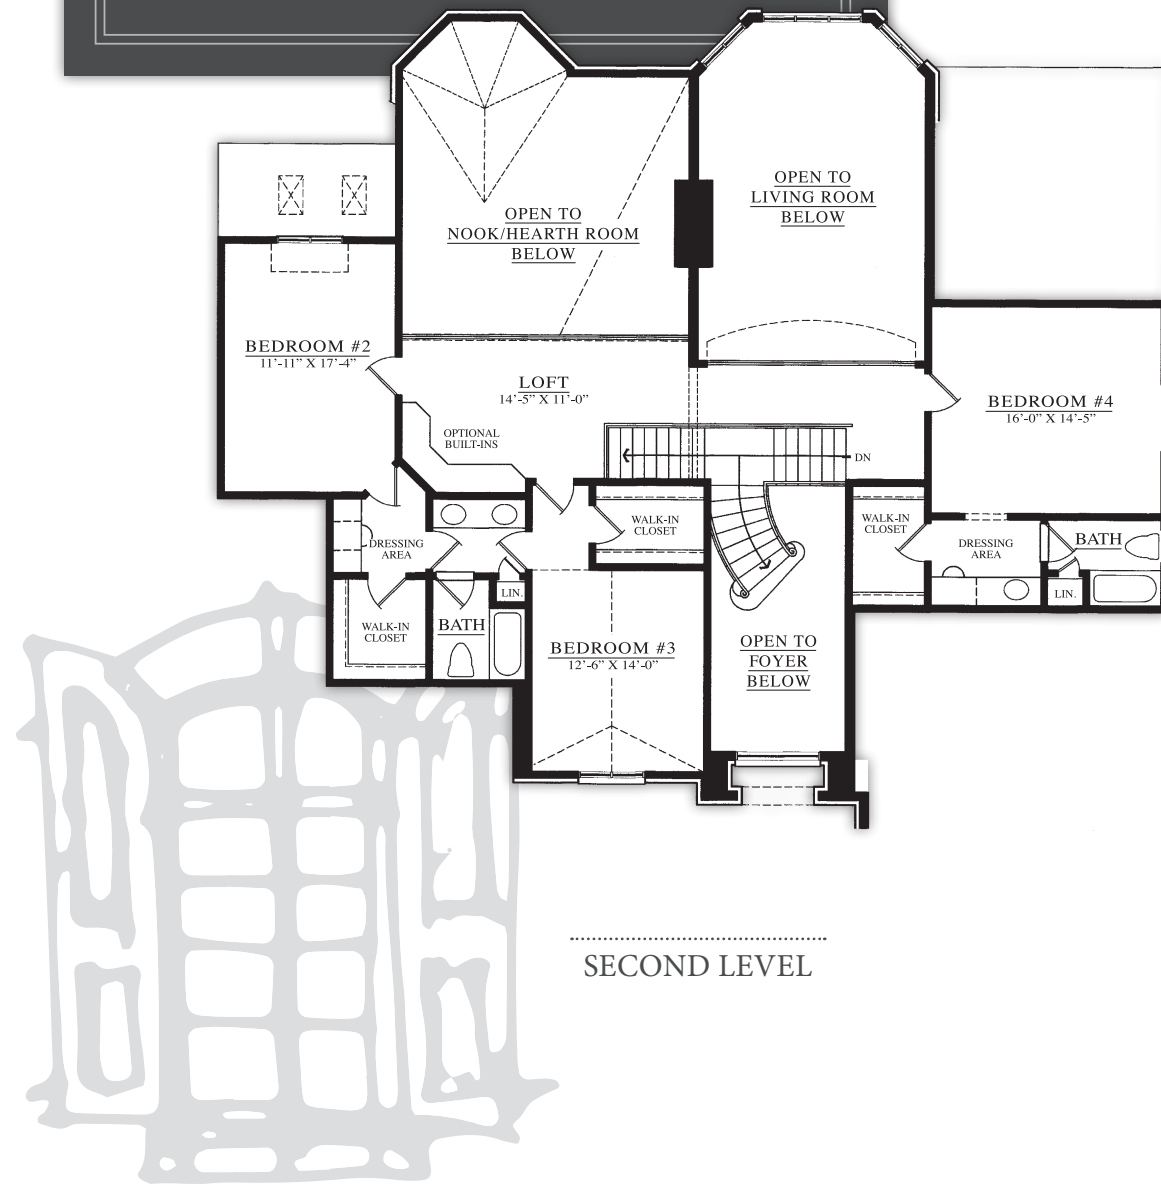 OPEN TO
LIVING ROOM
BELOW
OPEN TO
NOOK/HEARTH ROOM
BELOW
BEDROOM #2
11'-11" X 17'-4"
LOFT
14'-5" X 11'-0"
BEDROOM #4
16'-0" X 14'-5"
OPTIONAL
BUILT-INS
DN
WALK-IN
CLOSET
WALK-IN
CLOSET
DRESSING
AREA
DRESSING
AREA
BATH
LIN.
LIN.
WALK-IN
CLOSET
BATH
BEDROOM #3
12'-6" X 14'-0"
OPEN TO
FOYER
BELOW
SECOND LEVEL